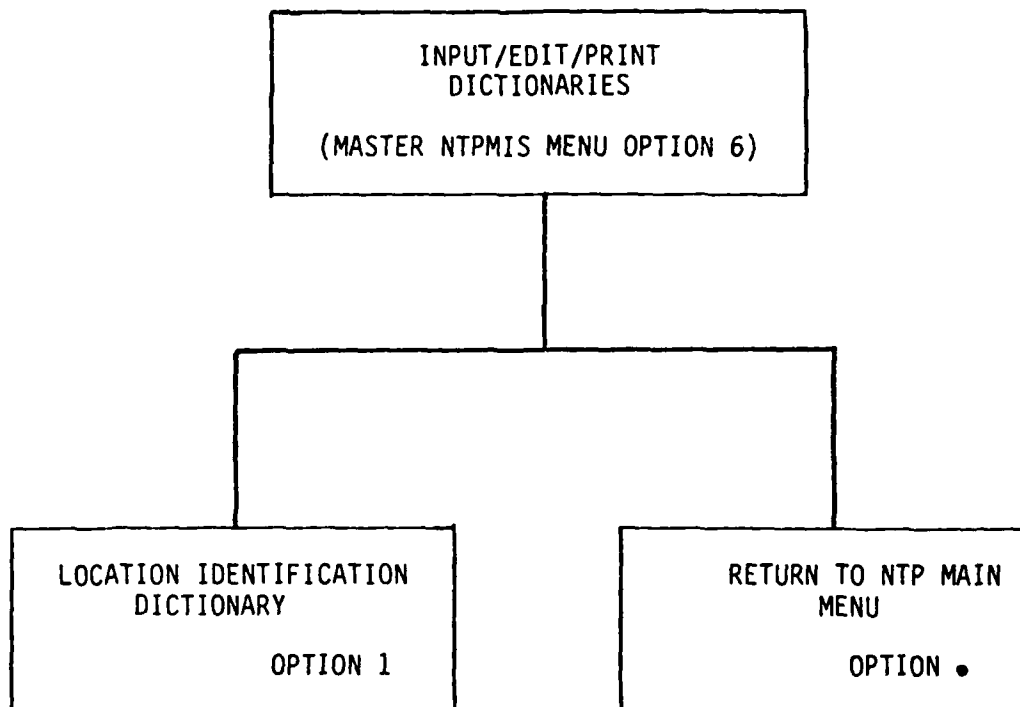 INPUT/EDIT/PRINT
DICTIONARIES
(MASTER NTPMIS MENU OPTION 6)
LOCATION IDENTIFICATION
DICTIONARY
OPTION 1
RETURN TO NTP MAIN
MENU
OPTION •